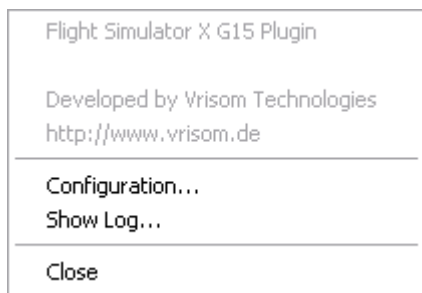 Flight Simulator X G15 Plugin
Developed by Vrisom Technologies
http://www.vrisom.de
Configuration...
Show Log...
Close